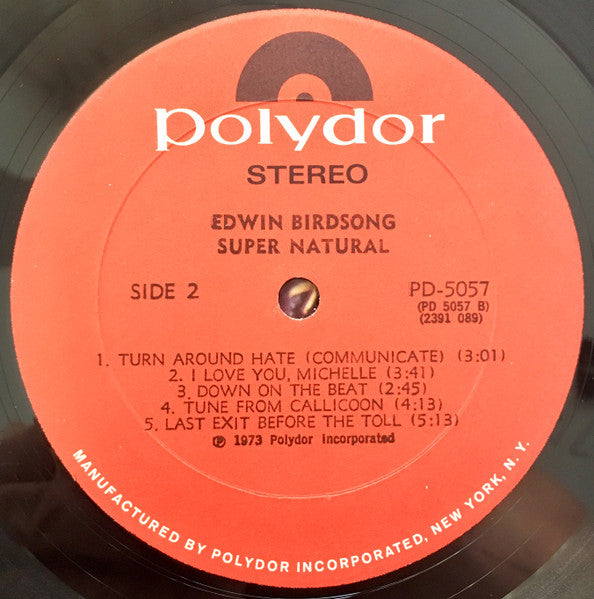 polydor
STEREO
EDWIN BIRDSONG
SUPER NATURAL
SIDE 2
PD-5057
(PD 5057 B)
(2391 089)
1. TURN AROUND HATE (COMMUNICATE) (3:01)
2. I LOVE YOU, MICHELLE (3:41)
3. DOWN ON THE BEAT (2:45)
4. TUNE FROM CALLICOON (4:13)
5. LAST EXIT BEFORE THE TOLL (5:13)
℗ 1973 Polydor Incorporated
MANUFACTURED BY POLYDOR INCORPORATED, NEW YORK, N. Y.